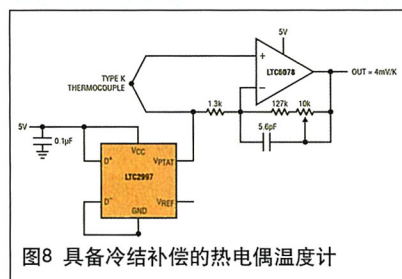 5V
TYPE K
THERMOCOUPLE
+
LTC6078
−
OUT = 4mV/K
1.3k
127k
10k
5.6pF
5V
0.1µF
VCC
D+
VPTAT
LTC2997
D−
VREF
GND
图8 具备冷结补偿的热电偶温度计